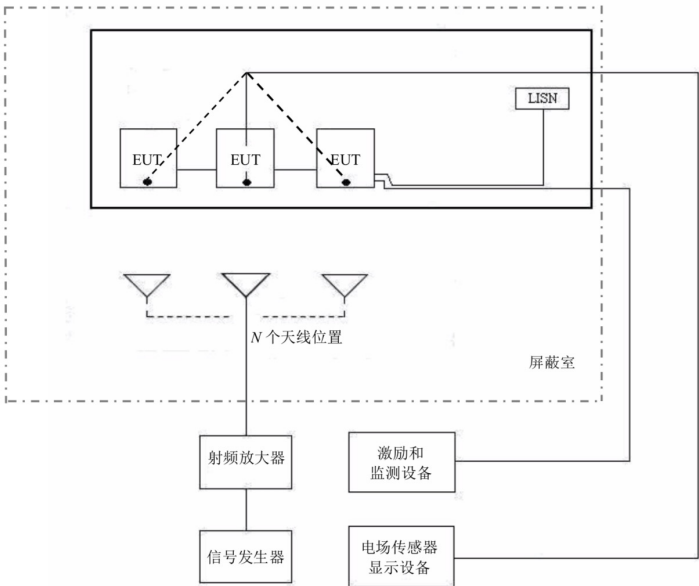 LISN
EUT
EUT
EUT
N 个天线位置
屏蔽室
射频放大器
激励和
监测设备
信号发生器
电场传感器
显示设备